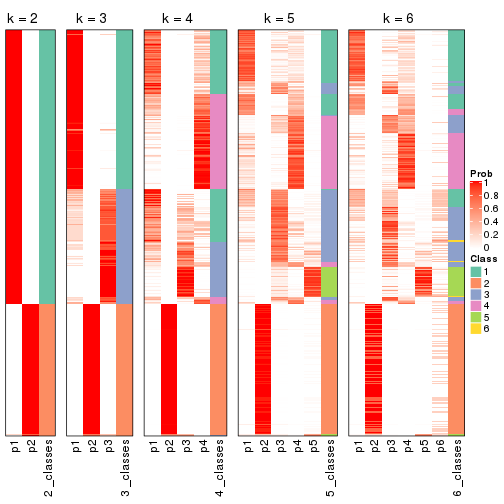 k = 2
k = 3
k = 4
k = 5
k = 6
Prob
1
0.8
0.6
0.4
0.2
0
Class
1
2
3
4
5
6
p1
p2
2_classes
p1
p2
p3
3_classes
p1
p2
p3
p4
4_classes
p1
p2
p3
p4
p5
5_classes
p1
p2
p3
p4
p5
p6
6_classes